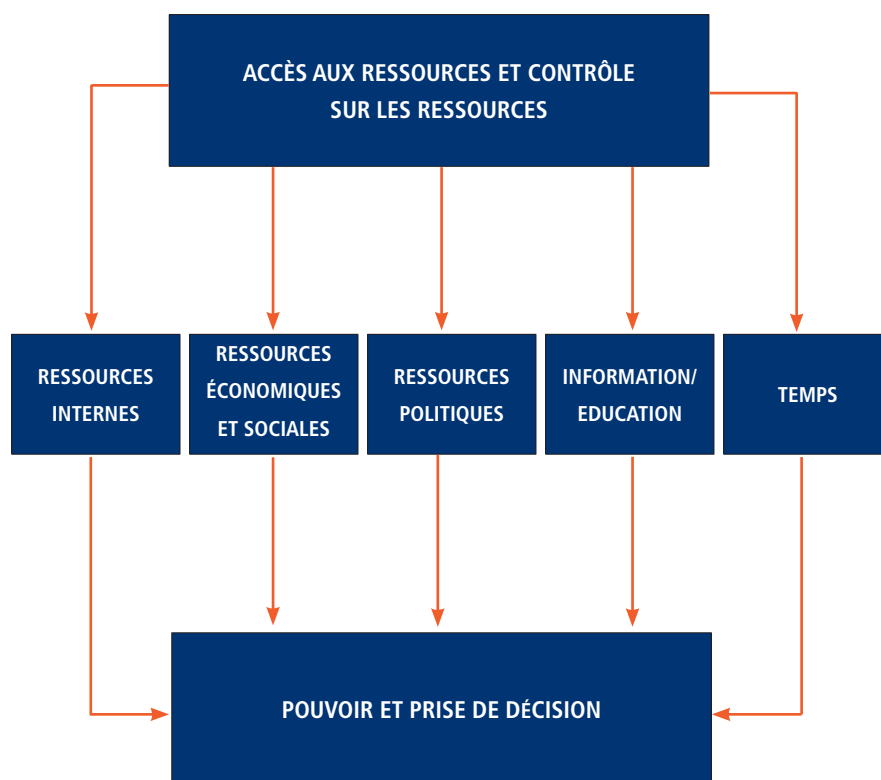 ACCÈS AUX RESSOURCES ET CONTRÔLE
SUR LES RESSOURCES
RESSOURCES
INTERNES
RESSOURCES
ÉCONOMIQUES
ET SOCIALES
RESSOURCES
POLITIQUES
INFORMATION/
EDUCATION
TEMPS
POUVOIR ET PRISE DE DÉCISION